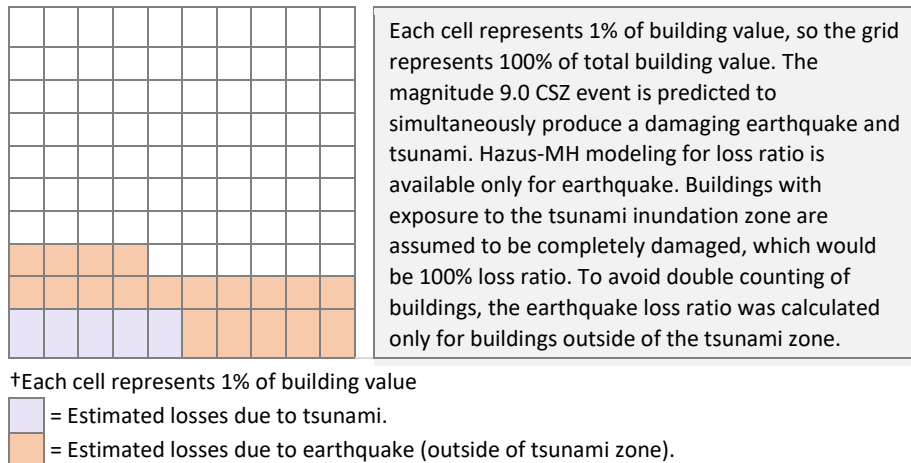 Each cell represents 1% of building value, so the grid
represents 100% of total building value. The
magnitude 9.0 CSZ event is predicted to
simultaneously produce a damaging earthquake and
tsunami. Hazus-MH modeling for loss ratio is
available only for earthquake. Buildings with
exposure to the tsunami inundation zone are
assumed to be completely damaged, which would
be 100% loss ratio. To avoid double counting of
buildings, the earthquake loss ratio was calculated
only for buildings outside of the tsunami zone.
†Each cell represents 1% of building value
= Estimated losses due to tsunami.
= Estimated losses due to earthquake (outside of tsunami zone).